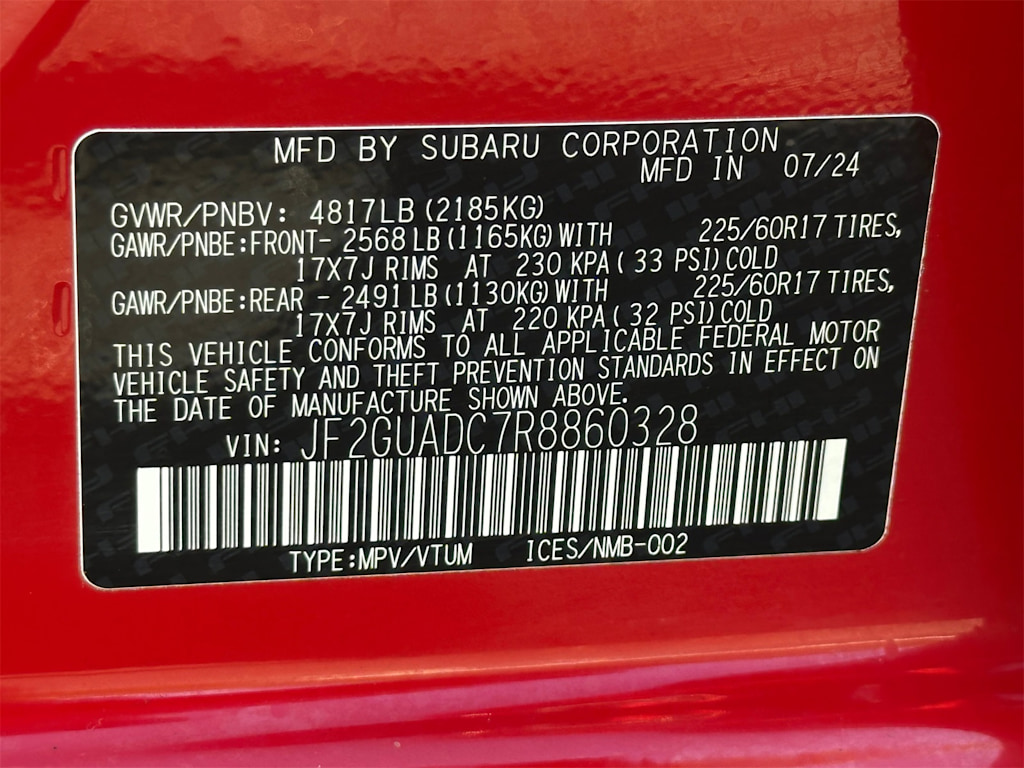 MFD BY SUBARU CORPORATION
MFD IN 07/24
GVWR/PNBV: 4817LB (2185KG)
GAWR/PNBE:FRONT- 2568 LB (1165KG) WITH 225/60R17 TIRES,
17X7J RIMS AT 230 KPA ( 33 PSI) COLD
GAWR/PNBE:REAR - 2491 LB (1130KG) WITH 225/60R17 TIRES,
17X7J RIMS AT 220 KPA ( 32 PSI) COLD
THIS VEHICLE CONFORMS TO ALL APPLICABLE FEDERAL MOTOR
VEHICLE SAFETY AND THEFT PREVENTION STANDARDS IN EFFECT ON
THE DATE OF MANUFACTURE SHOWN ABOVE.
VIN: JF2GUADC7R8860328
TYPE:MPV/VTUM ICES/NMB-002